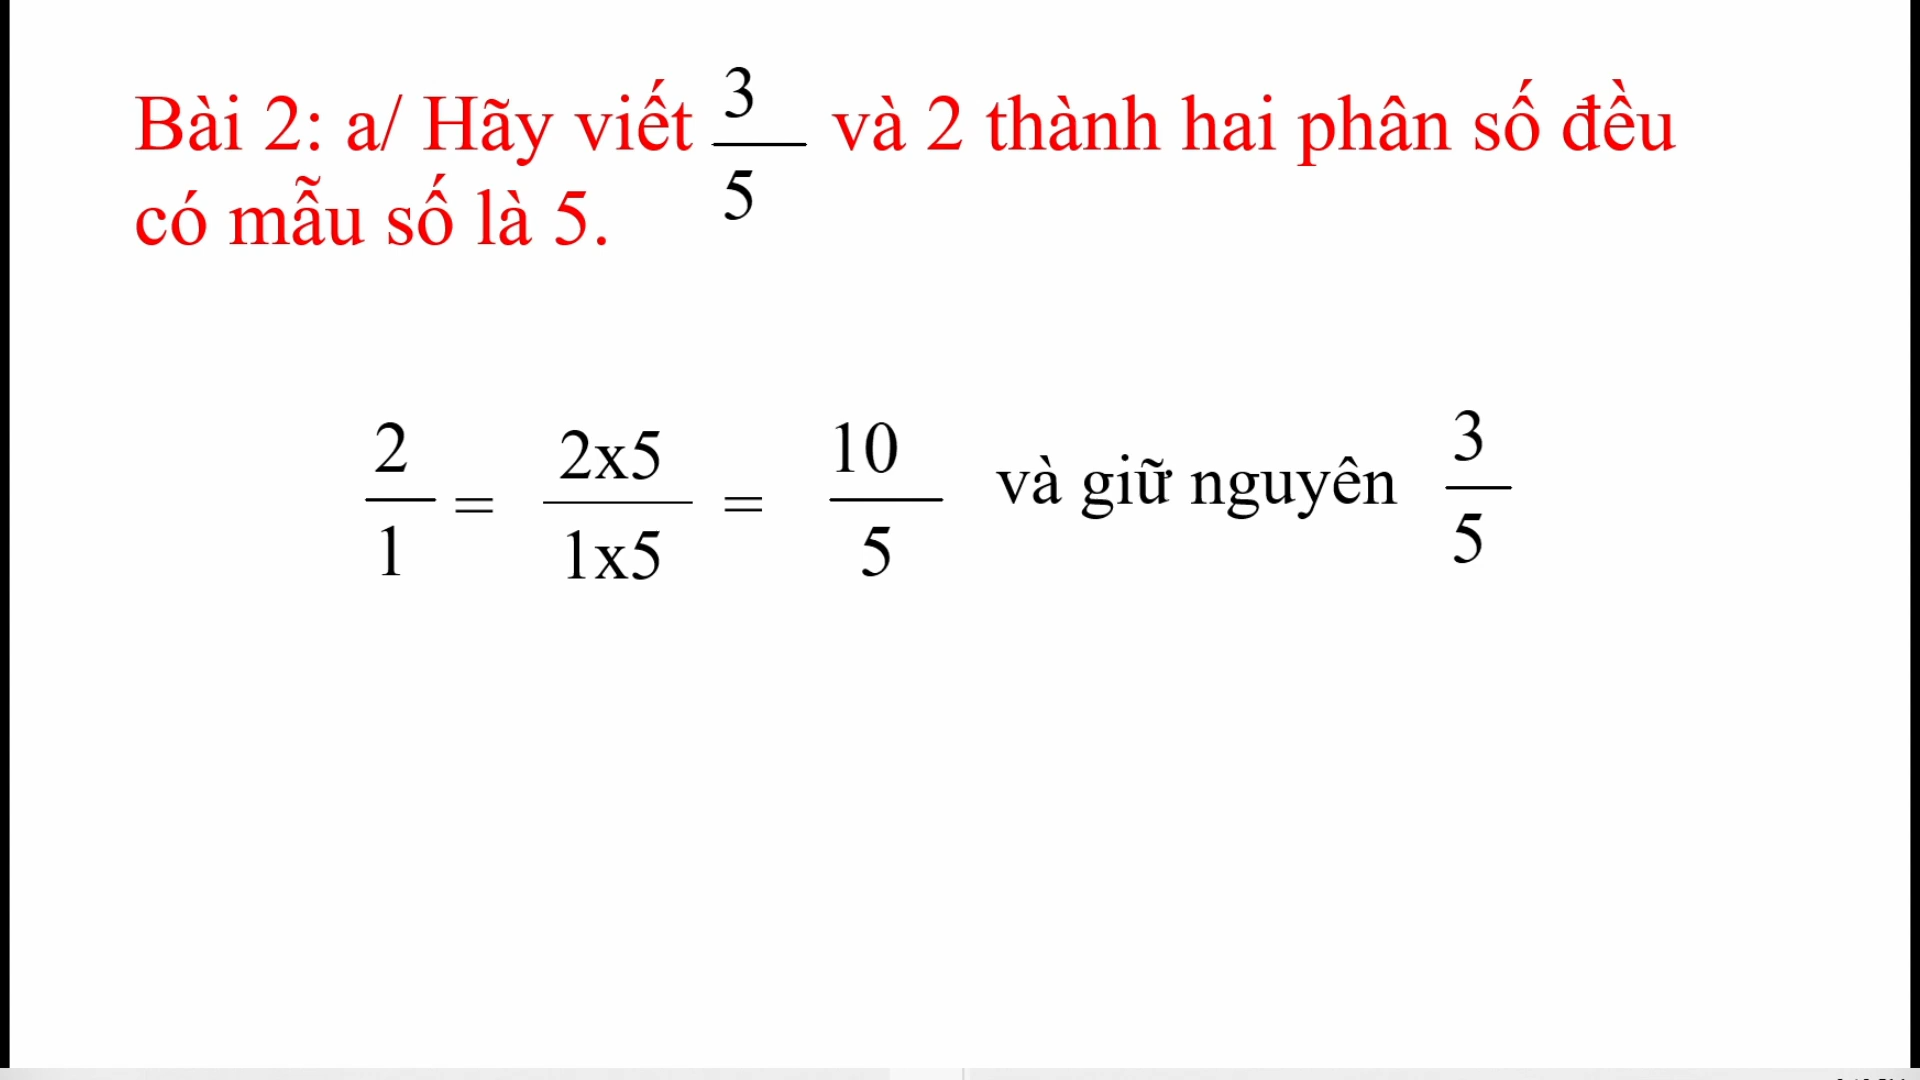 Bài 2: a/ Hãy viết 3/5 và 2 thành hai phân số đều
có mẫu số là 5.
2/1 = 2x5/1x5 = 10/5 và giữ nguyên 3/5